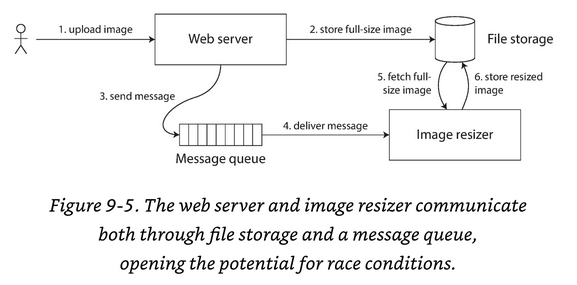 1. upload image
Web server
2. store full-size image
File storage
3. send message
Message queue
4. deliver message
5. fetch full-
size image
6. store resized
image
Image resizer
Figure 9-5. The web server and image resizer communicate
both through file storage and a message queue,
opening the potential for race conditions.